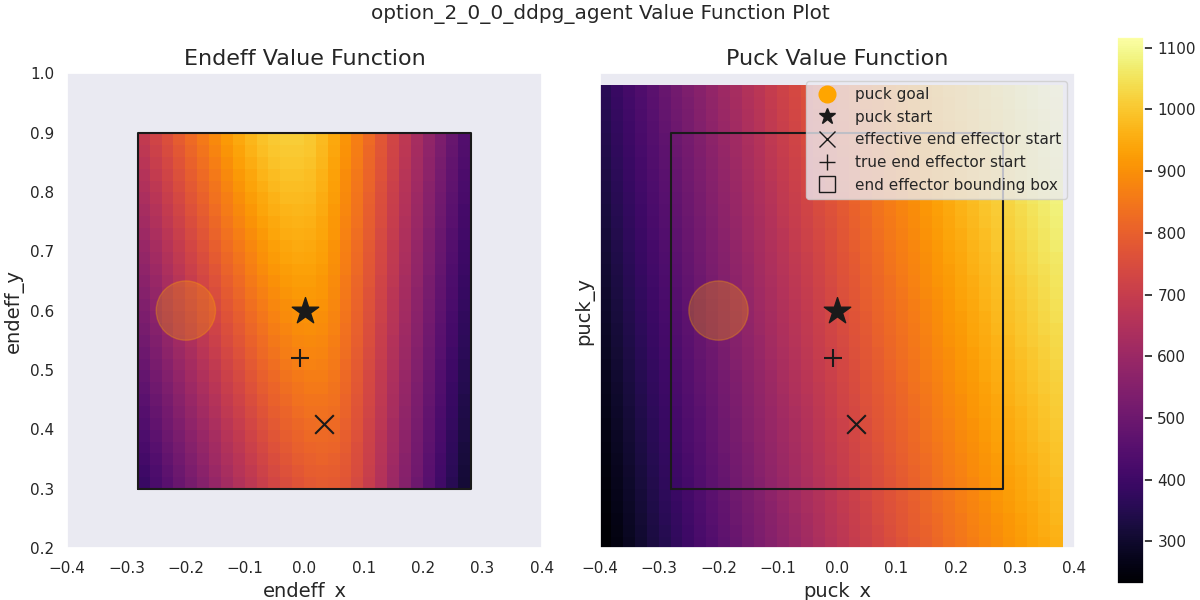 option_2_0_0_ddpg_agent Value Function Plot
Endeff Value Function
1.0
0.9
0.8
0.7
0.6
0.5
0.4
0.3
0.2
endeff_y
−0.4 −0.3 −0.2 −0.1 0.0 0.1 0.2 0.3 0.4
endeff_x
Puck Value Function
puck goal
puck start
effective end effector start
true end effector start
end effector bounding box
puck_y
−0.4 −0.3 −0.2 −0.1 0.0 0.1 0.2 0.3 0.4
puck_x
1100
1000
900
800
700
600
500
400
300